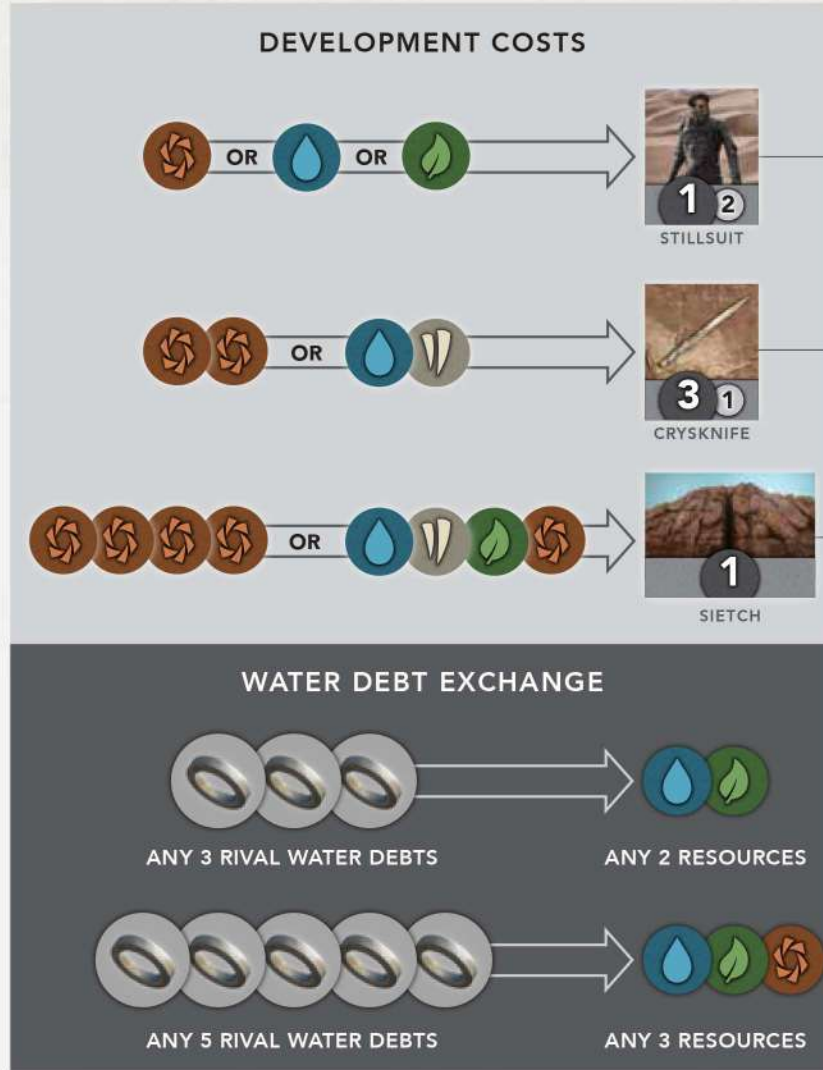 DEVELOPMENT COSTS
OR OR
1 2
STILLSUIT
OR
3 1
CRYSKNIFE
OR
1
SIETCH
WATER DEBT EXCHANGE
ANY 3 RIVAL WATER DEBTS ANY 2 RESOURCES
ANY 5 RIVAL WATER DEBTS ANY 3 RESOURCES